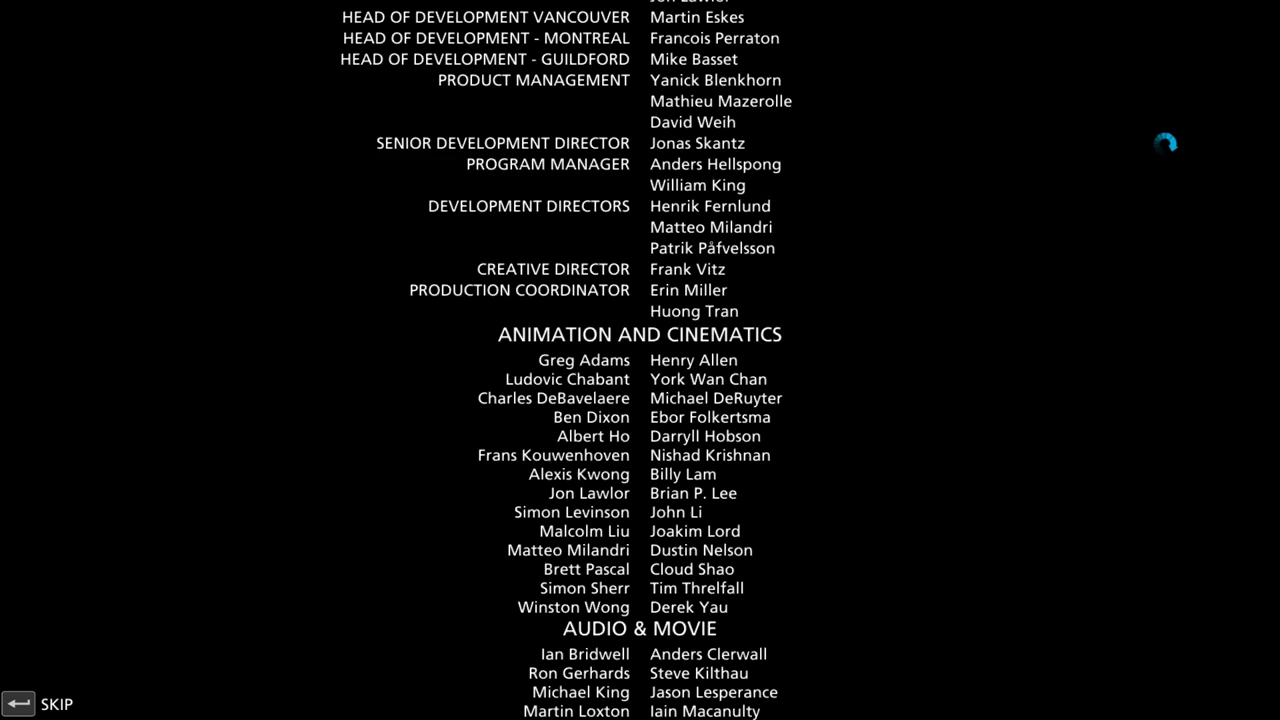 Jon Lawlor
HEAD OF DEVELOPMENT VANCOUVER Martin Eskes
HEAD OF DEVELOPMENT - MONTREAL Francois Perraton
HEAD OF DEVELOPMENT - GUILDFORD Mike Basset
PRODUCT MANAGEMENT Yanick Blenkhorn
Mathieu Mazerolle
David Weih
SENIOR DEVELOPMENT DIRECTOR Jonas Skantz
PROGRAM MANAGER Anders Hellspong
William King
DEVELOPMENT DIRECTORS Henrik Fernlund
Matteo Milandri
Patrik Påfvelsson
CREATIVE DIRECTOR Frank Vitz
PRODUCTION COORDINATOR Erin Miller
Huong Tran
ANIMATION AND CINEMATICS
Greg Adams Henry Allen
Ludovic Chabant York Wan Chan
Charles DeBavelaere Michael DeRuyter
Ben Dixon Ebor Folkertsma
Albert Ho Darryll Hobson
Frans Kouwenhoven Nishad Krishnan
Alexis Kwong Billy Lam
Jon Lawlor Brian P. Lee
Simon Levinson John Li
Malcolm Liu Joakim Lord
Matteo Milandri Dustin Nelson
Brett Pascal Cloud Shao
Simon Sherr Tim Threlfall
Winston Wong Derek Yau
AUDIO & MOVIE
Ian Bridwell Anders Clerwall
Ron Gerhards Steve Kilthau
Michael King Jason Lesperance
Martin Loxton Iain Macanulty
SKIP